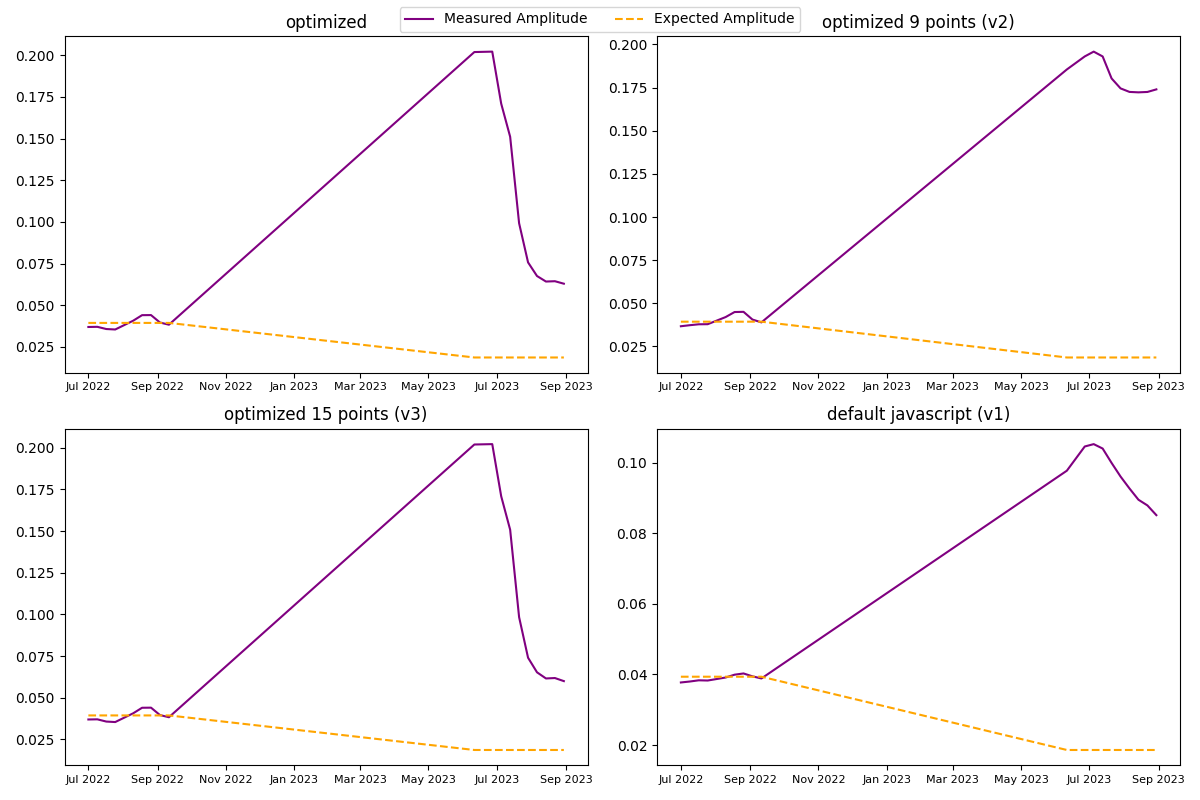 optimized
Measured Amplitude
Expected Amplitude
optimized 9 points (v2)
0.200
0.175
0.150
0.125
0.100
0.075
0.050
0.025
Jul 2022 Sep 2022 Nov 2022 Jan 2023 Mar 2023 May 2023 Jul 2023 Sep 2023
0.200
0.175
0.150
0.125
0.100
0.075
0.050
0.025
Jul 2022 Sep 2022 Nov 2022 Jan 2023 Mar 2023 May 2023 Jul 2023 Sep 2023
optimized 15 points (v3)
0.200
0.175
0.150
0.125
0.100
0.075
0.050
0.025
Jul 2022 Sep 2022 Nov 2022 Jan 2023 Mar 2023 May 2023 Jul 2023 Sep 2023
default javascript (v1)
0.10
0.08
0.06
0.04
0.02
Jul 2022 Sep 2022 Nov 2022 Jan 2023 Mar 2023 May 2023 Jul 2023 Sep 2023